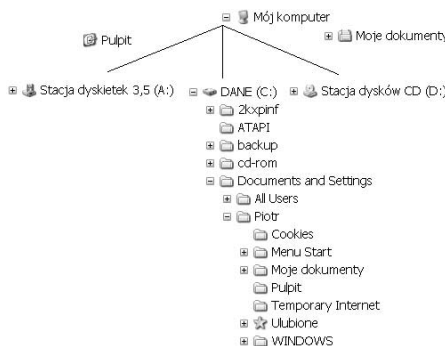 Mój komputer
Pulpit
Moje dokumenty
Stacja dyskietek 3,5 (A:)
DANE (C:)
Stacja dysków CD (D:)
2kxpinf
ATAPI
backup
cd-rom
Documents and Settings
All Users
Piotr
Cookies
Menu Start
Moje dokumenty
Pulpit
Temporary Internet
Ulubione
WINDOWS